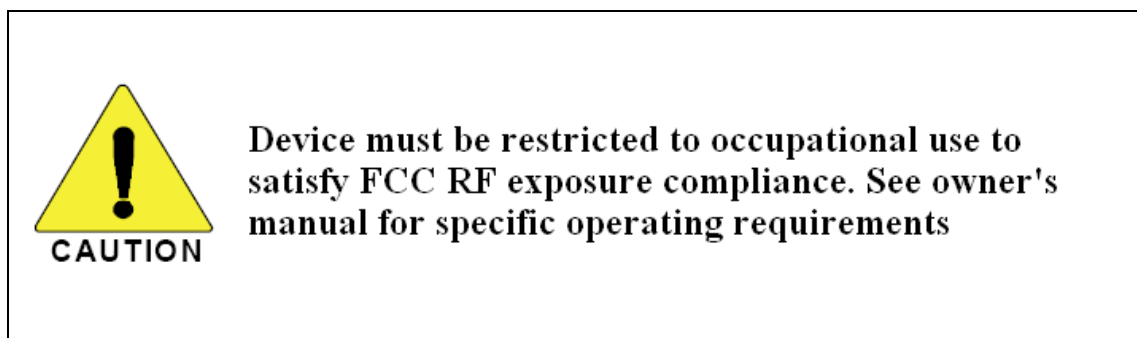 Device must be restricted to occupational use to
satisfy FCC RF exposure compliance. See owner's
manual for specific operating requirements
CAUTION